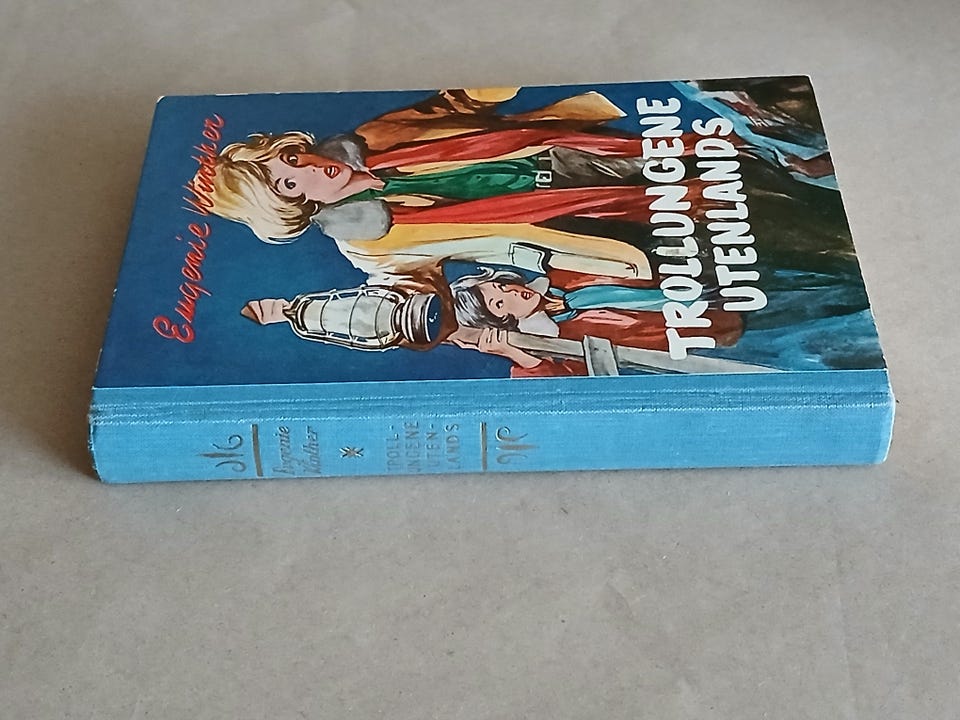 Eugenie Winther
TROLLUNGENE
UTENLANDS
Eugenie
Winther
TROLL-
UNGENE
UTEN-
LANDS